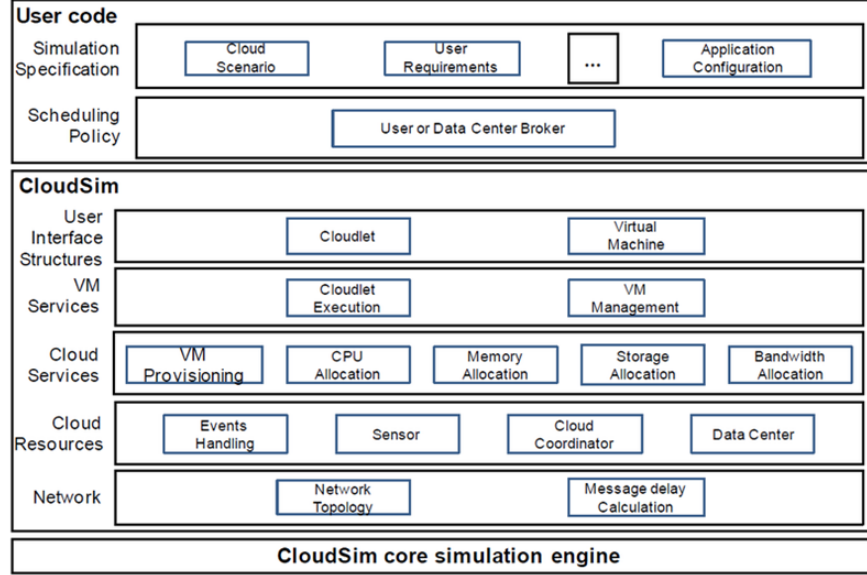 User code
Simulation
Specification
Cloud
Scenario
User
Requirements
...
Application
Configuration
Scheduling
Policy
User or Data Center Broker
CloudSim
User
Interface
Structures
Cloudlet
Virtual
Machine
VM
Services
Cloudlet
Execution
VM
Management
Cloud
Services
VM
Provisioning
CPU
Allocation
Memory
Allocation
Storage
Allocation
Bandwidth
Allocation
Cloud
Resources
Events
Handling
Sensor
Cloud
Coordinator
Data Center
Network
Network
Topology
Message delay
Calculation
CloudSim core simulation engine